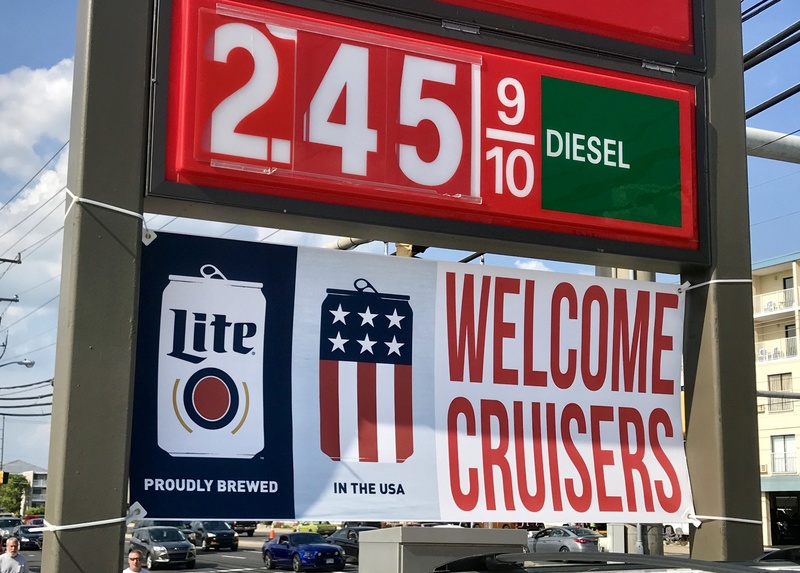 2.45 9/10 DIESEL
Lite
PROUDLY BREWED
IN THE USA
WELCOME
CRUISERS